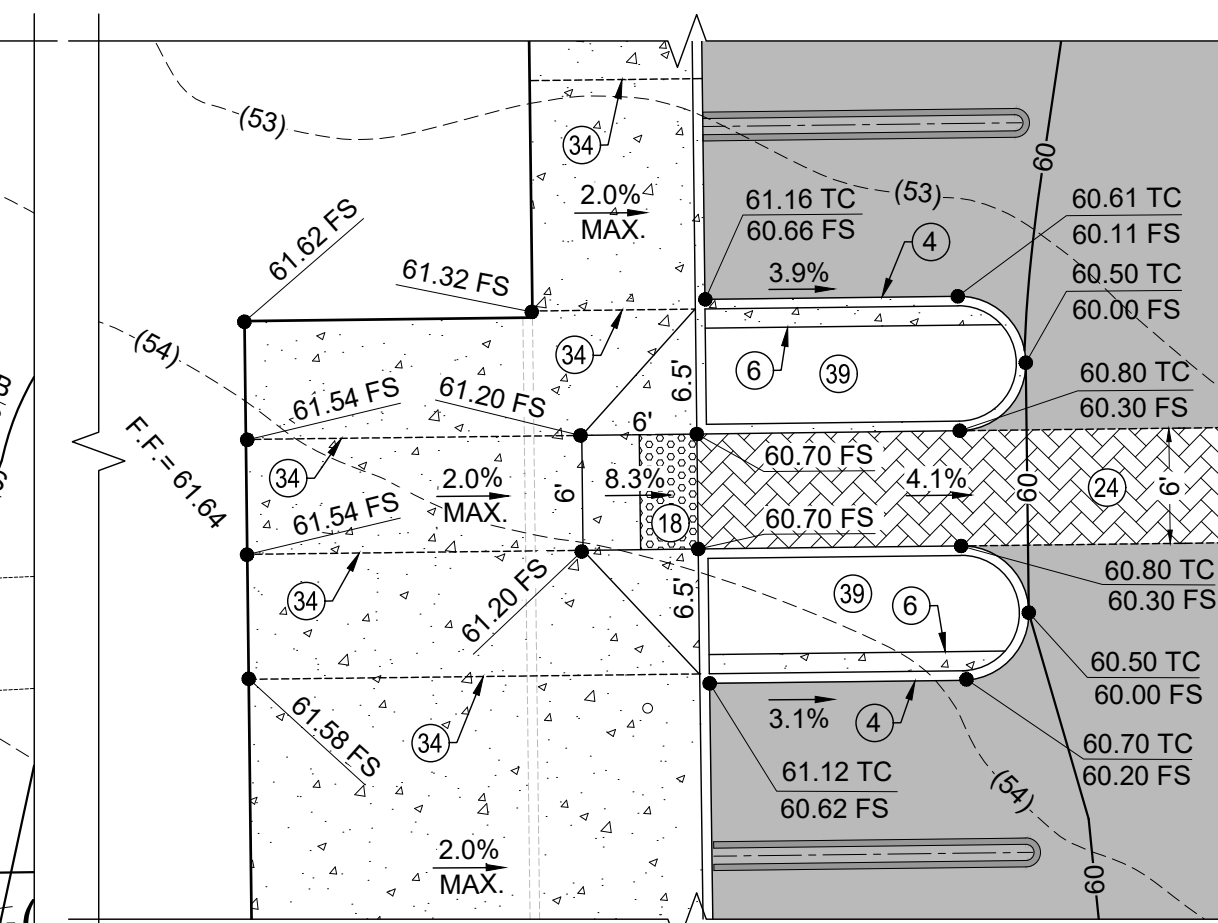 (53)
34
2.0%
MAX.
(53)
60
61.16 TC
60.66 FS
4
60.61 TC
60.11 FS
3.9%
60.50 TC
60.00 FS
61.62 FS
61.32 FS
(54)
34
6.5'
6
39
60.80 TC
60.30 FS
61.54 FS
61.20 FS
6'
60.70 FS
F.F.= 61.64
34
2.0%
MAX.
6'
8.3%
18
4.1%
60
24
6'
61.54 FS
60.70 FS
34
61.20 FS
6.5'
39
6
60.80 TC
60.30 FS
60.50 TC
60.00 FS
61.58 FS
34
3.1%
4
60.70 TC
60.20 FS
61.12 TC
60.62 FS
(54)
2.0%
MAX.
60